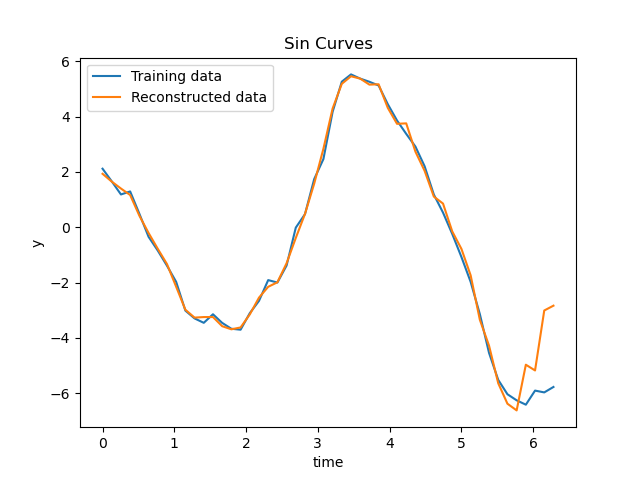 Sin Curves
Training data
Reconstructed data
y
6
4
2
0
−2
−4
−6
0 1 2 3 4 5 6
time